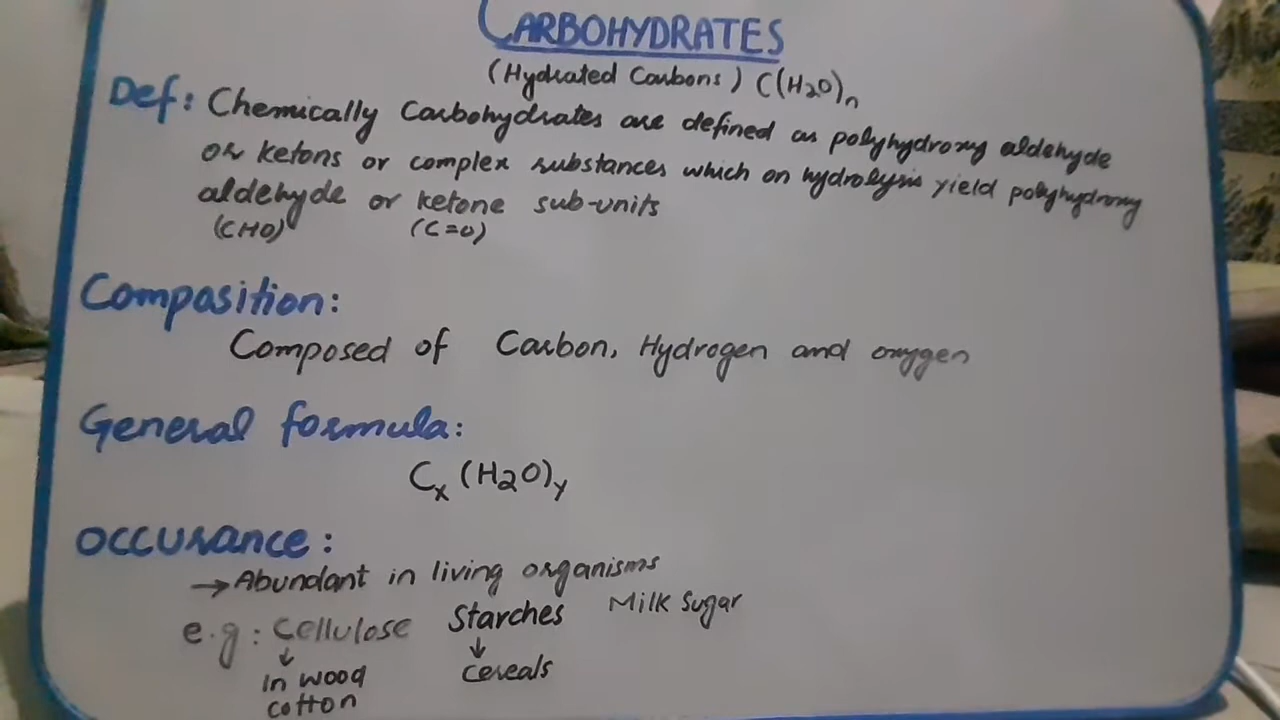 CARBOHYDRATES
(Hydrated Carbons) C(H2O)n
Def: Chemically Carbohydrates are defined as polyhydroxy aldehyde
or ketons or complex substances which on hydrolysis yield polyhydroxy
aldehyde or ketone sub-units
(CHO) (C=O)
Composition:
Composed of Carbon, Hydrogen and oxygen
General formula:
Cx (H2O)y
Occurance:
→ Abundant in living organisms
e.g: Cellulose Starches Milk Sugar
↓ ↓
In wood Cereals
cotton